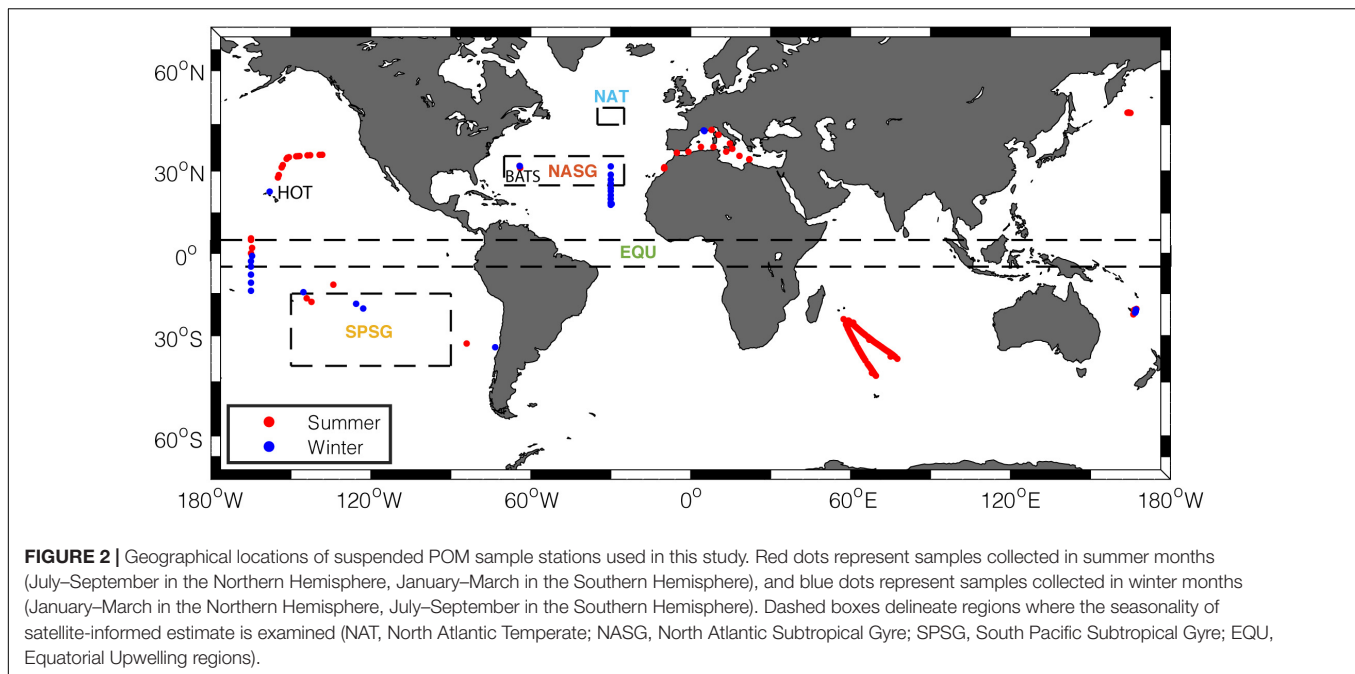 60°N
NAT
30°N
BATS
NASG
HOT
0°
EQU
30°S
SPSG
Summer
Winter
60°S
180°W 120°W 60°W 0° 60°E 120°E 180°W
FIGURE 2 | Geographical locations of suspended POM sample stations used in this study. Red dots represent samples collected in summer months
(July–September in the Northern Hemisphere, January–March in the Southern Hemisphere), and blue dots represent samples collected in winter months
(January–March in the Northern Hemisphere, July–September in the Southern Hemisphere). Dashed boxes delineate regions where the seasonality of
satellite-informed estimate is examined (NAT, North Atlantic Temperate; NASG, North Atlantic Subtropical Gyre; SPSG, South Pacific Subtropical Gyre; EQU,
Equatorial Upwelling regions).